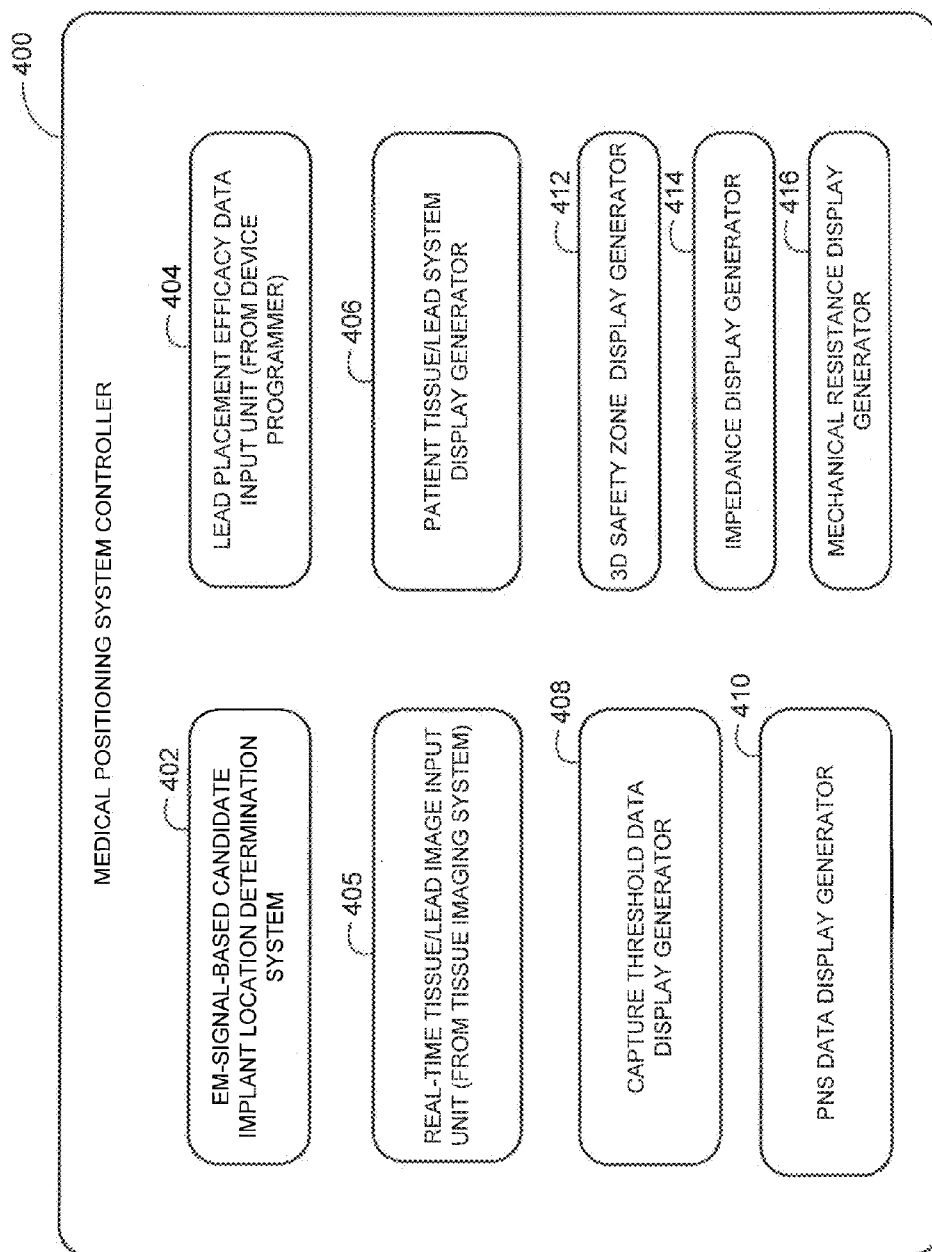 MEDICAL POSITIONING SYSTEM CONTROLLER
400
402
EM-SIGNAL-BASED CANDIDATE
IMPLANT LOCATION DETERMINATION
SYSTEM
404
LEAD PLACEMENT EFFICACY DATA
INPUT UNIT (FROM DEVICE
PROGRAMMER)
405
REAL-TIME TISSUE/LEAD IMAGE INPUT
UNIT (FROM TISSUE IMAGING SYSTEM)
406
PATIENT TISSUE/LEAD SYSTEM
DISPLAY GENERATOR
408
CAPTURE THRESHOLD DATA
DISPLAY GENERATOR
410
PNS DATA DISPLAY GENERATOR
412
3D SAFETY ZONE DISPLAY GENERATOR
414
IMPEDANCE DISPLAY GENERATOR
416
MECHANICAL RESISTANCE DISPLAY
GENERATOR